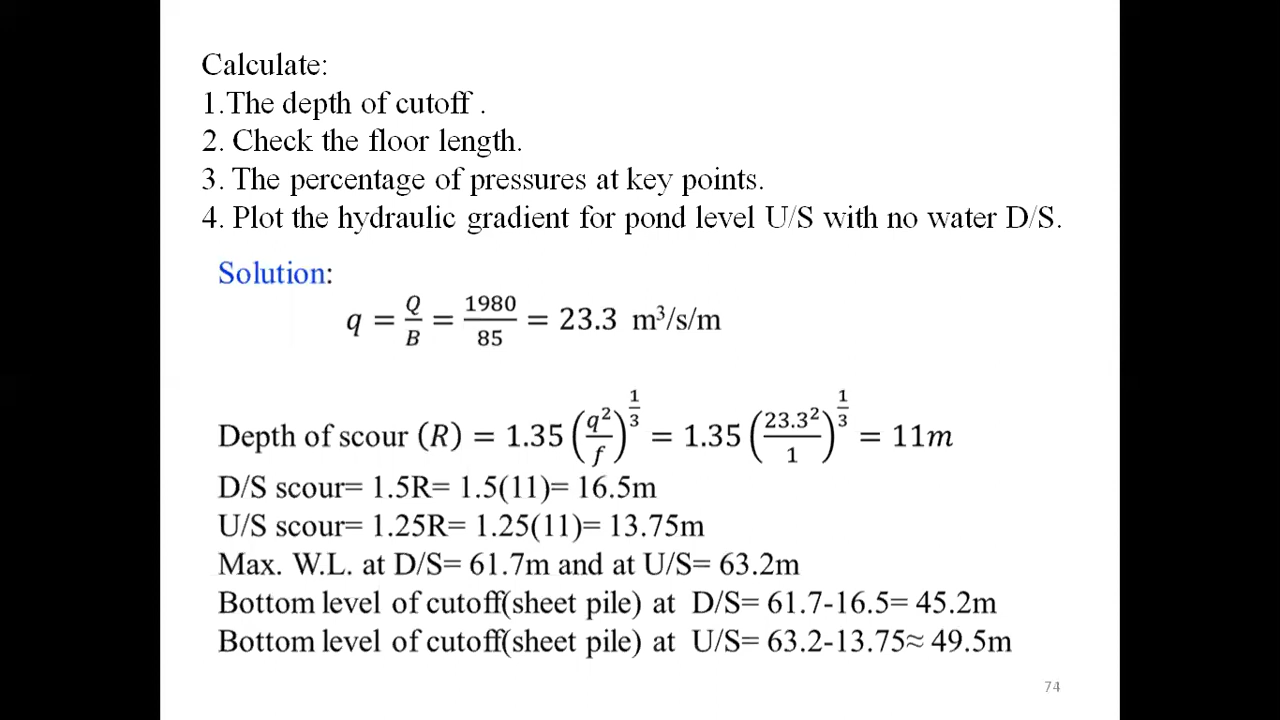 Calculate:
1.The depth of cutoff .
2. Check the floor length.
3. The percentage of pressures at key points.
4. Plot the hydraulic gradient for pond level U/S with no water D/S.
Solution:
q = Q/B = 1980/85 = 23.3 m³/s/m
Depth of scour (R) = 1.35 (q²/f)^(1/3) = 1.35 (23.3²/1)^(1/3) = 11m
D/S scour= 1.5R= 1.5(11)= 16.5m
U/S scour= 1.25R= 1.25(11)= 13.75m
Max. W.L. at D/S= 61.7m and at U/S= 63.2m
Bottom level of cutoff(sheet pile) at D/S= 61.7-16.5= 45.2m
Bottom level of cutoff(sheet pile) at U/S= 63.2-13.75≈ 49.5m
74